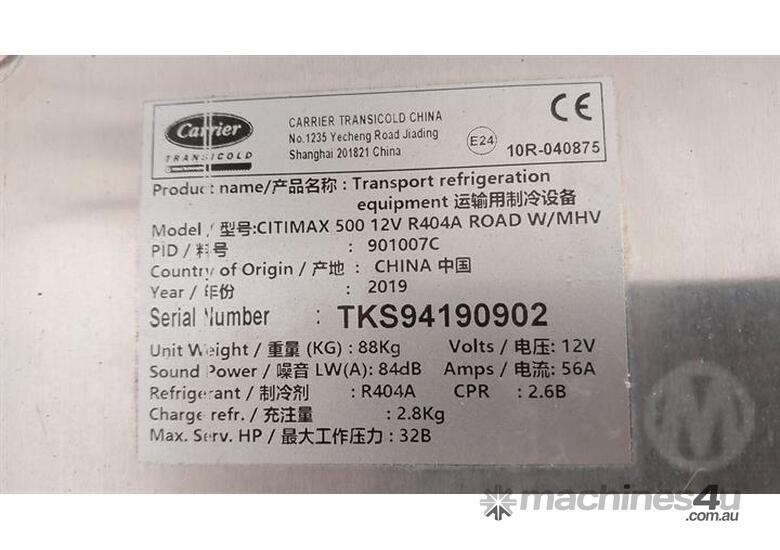 Carrier
TRANSICOLD
CARRIER TRANSICOLD CHINA
No.1235 Yecheng Road Jiading
Shanghai 201821 China
CE
E24
10R-040875
Product name/产品名称: Transport refrigeration
equipment 运输用制冷设备
Model / 型号:CITIMAX 500 12V R404A ROAD W/MHV
PID / 料号 : 901007C
Country of Origin / 产地 : CHINA 中国
Year / 年份 : 2019
Serial Number : TKS94190902
Unit Weight / 重量 (KG) : 88Kg Volts / 电压: 12V
Sound Power / 噪音 LW(A): 84dB Amps / 电流: 56A
Refrigerant / 制冷剂 : R404A CPR : 2.6B
Charge refr. / 充注量 : 2.8Kg
Max. Serv. HP / 最大工作压力: 32B
machines4u
.com.au